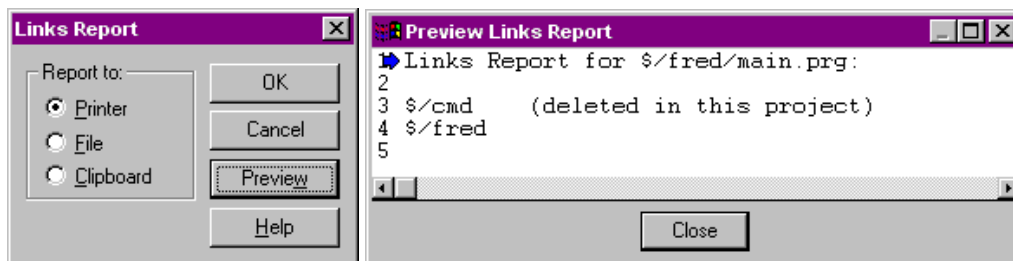 Links Report
Report to:
Printer
File
Clipboard
OK
Cancel
Preview
Help
Preview Links Report
1 Links Report for $/fred/main.prg:
2
3 $/cmd (deleted in this project)
4 $/fred
5
Close